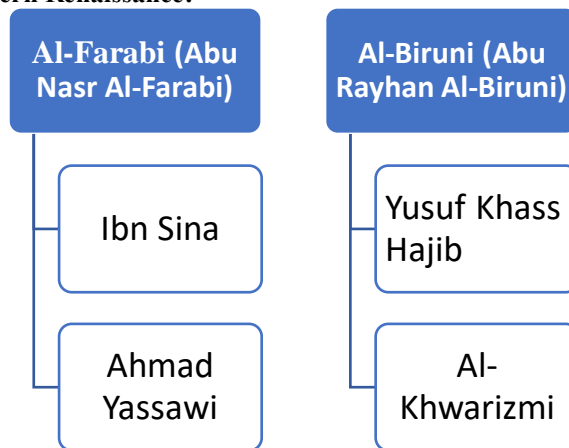 ern Renaissance:
Al-Farabi (Abu
Nasr Al-Farabi)
Ibn Sina
Ahmad
Yassawi
Al-Biruni (Abu
Rayhan Al-Biruni)
Yusuf Khass
Hajib
Al-
Khwarizmi